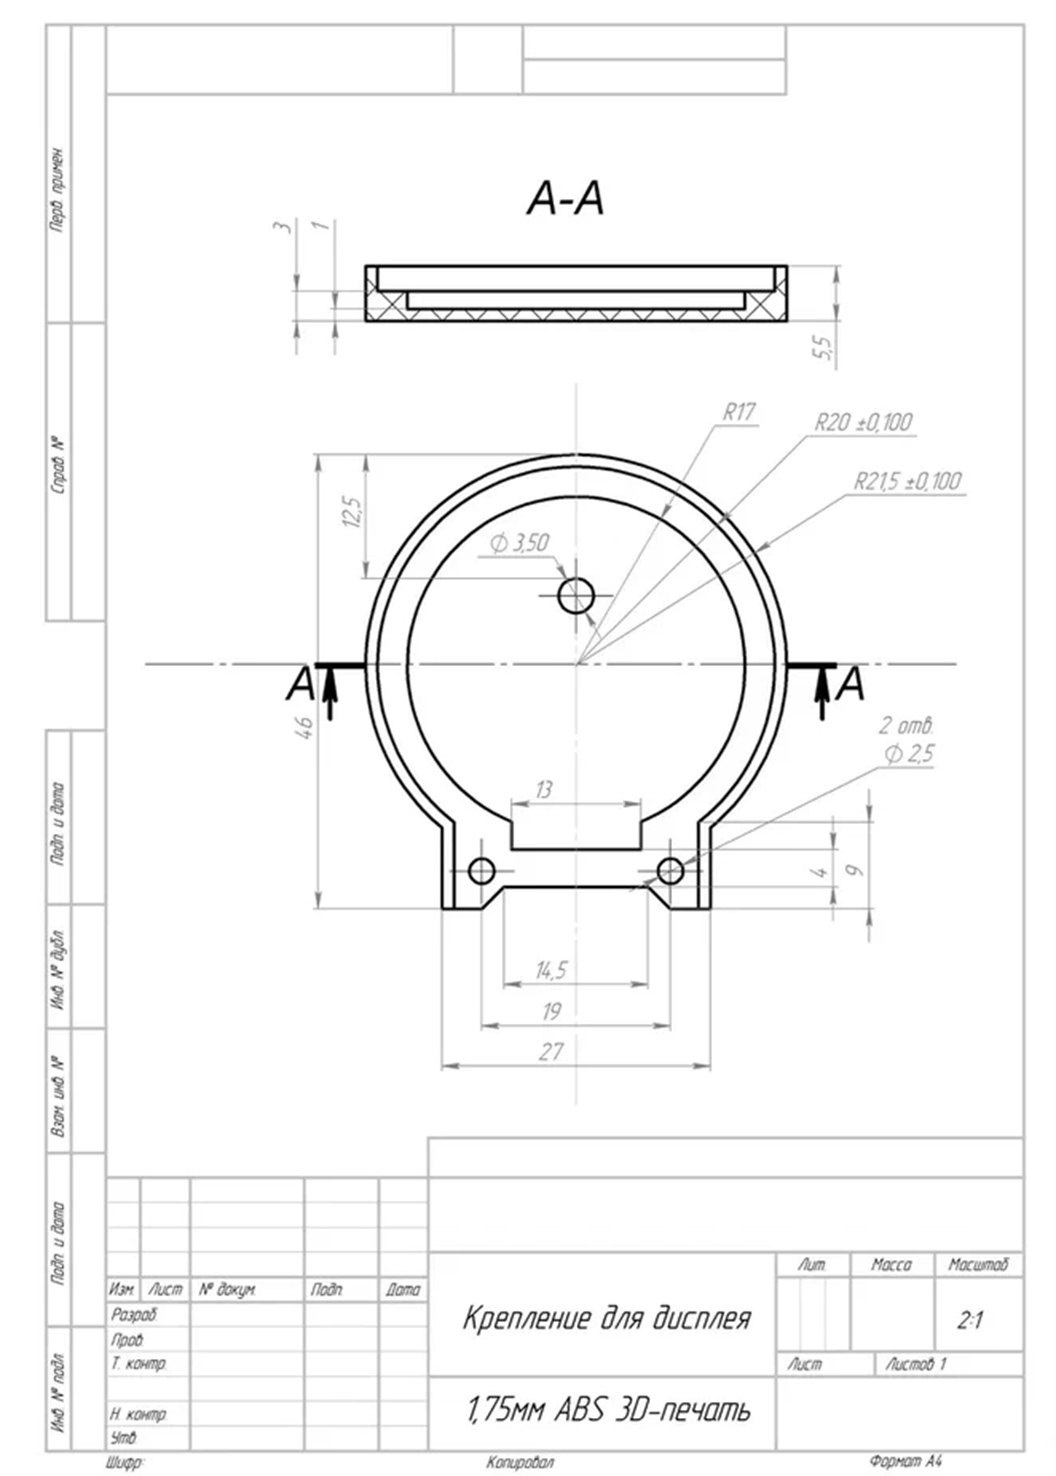 Перв. примен
Справ. №
Подп. и дата
Инв. № дубл.
Взам. инв. №
Подп. и дата
Инв. № подл.
A-A
3
1
5,5
R17
R20 ±0,100
R21,5 ±0,100
12,5
Φ 3,50
A
A
46
2 отв.
Φ 2,5
13
4
9
14,5
19
27
Изм. Лист № докум. Подп. Дата
Разраб.
Пров.
Т. контр.
Н. контр.
Утв.
Крепление для дисплея
1,75мм ABS 3D-печать
Лит. Масса Масштаб
2:1
Лист Листов 1
Шифр: Копировал Формат A4